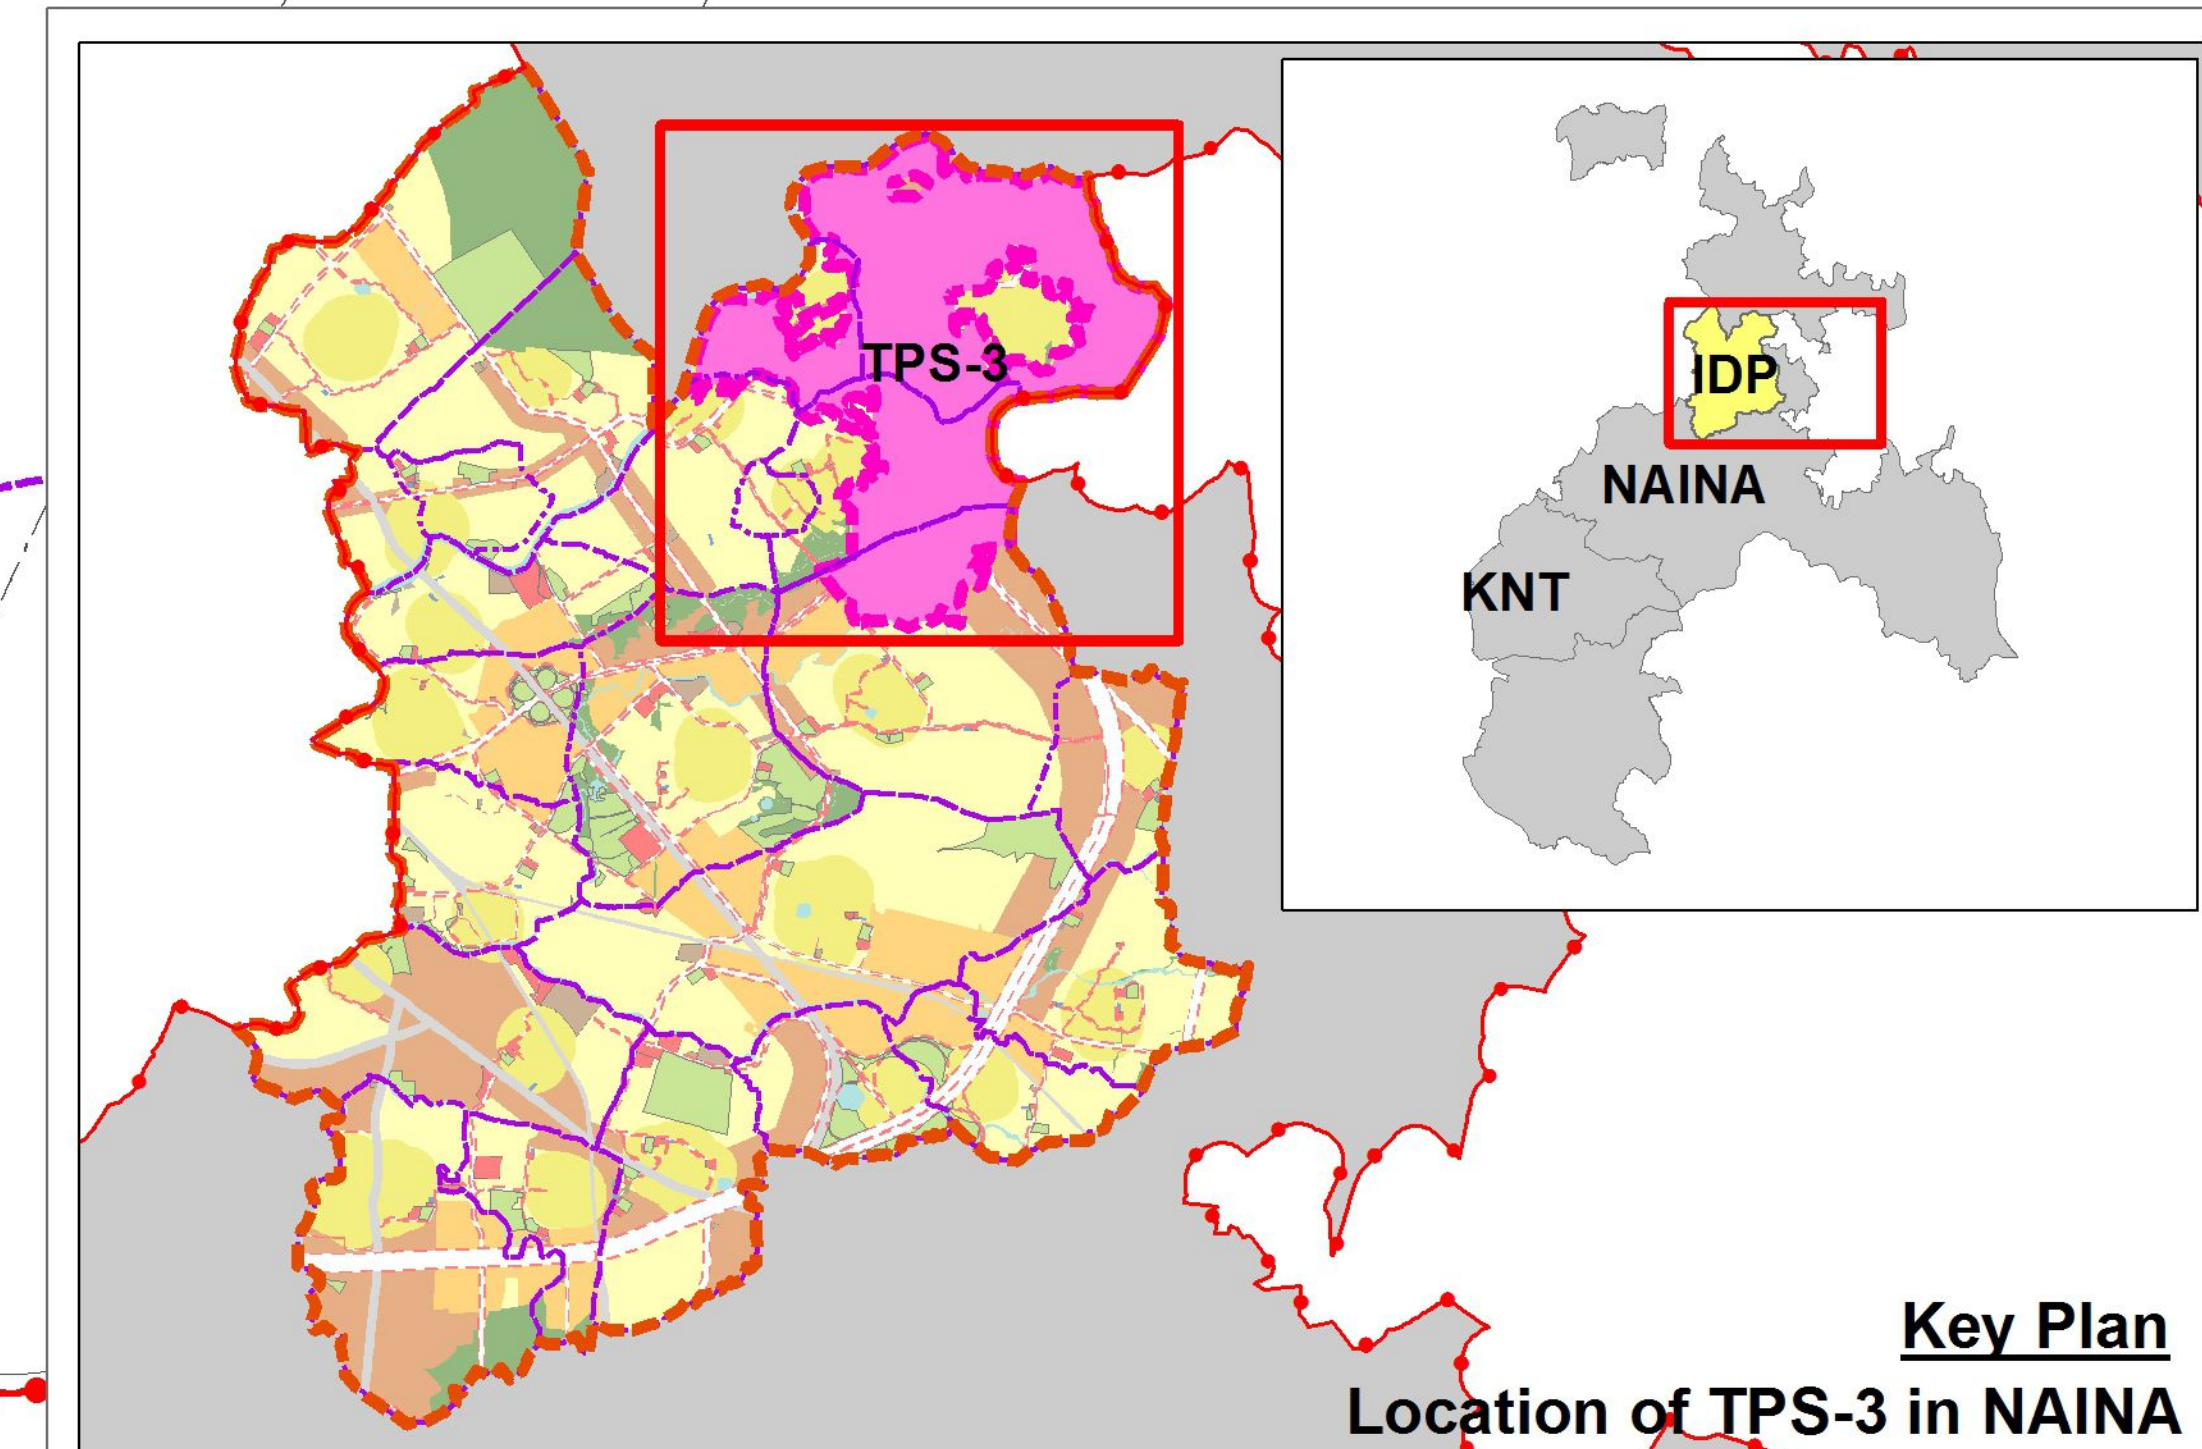 TPS-3
IDP
NAINA
KNT
Key Plan
Location of TPS-3 in NAINA